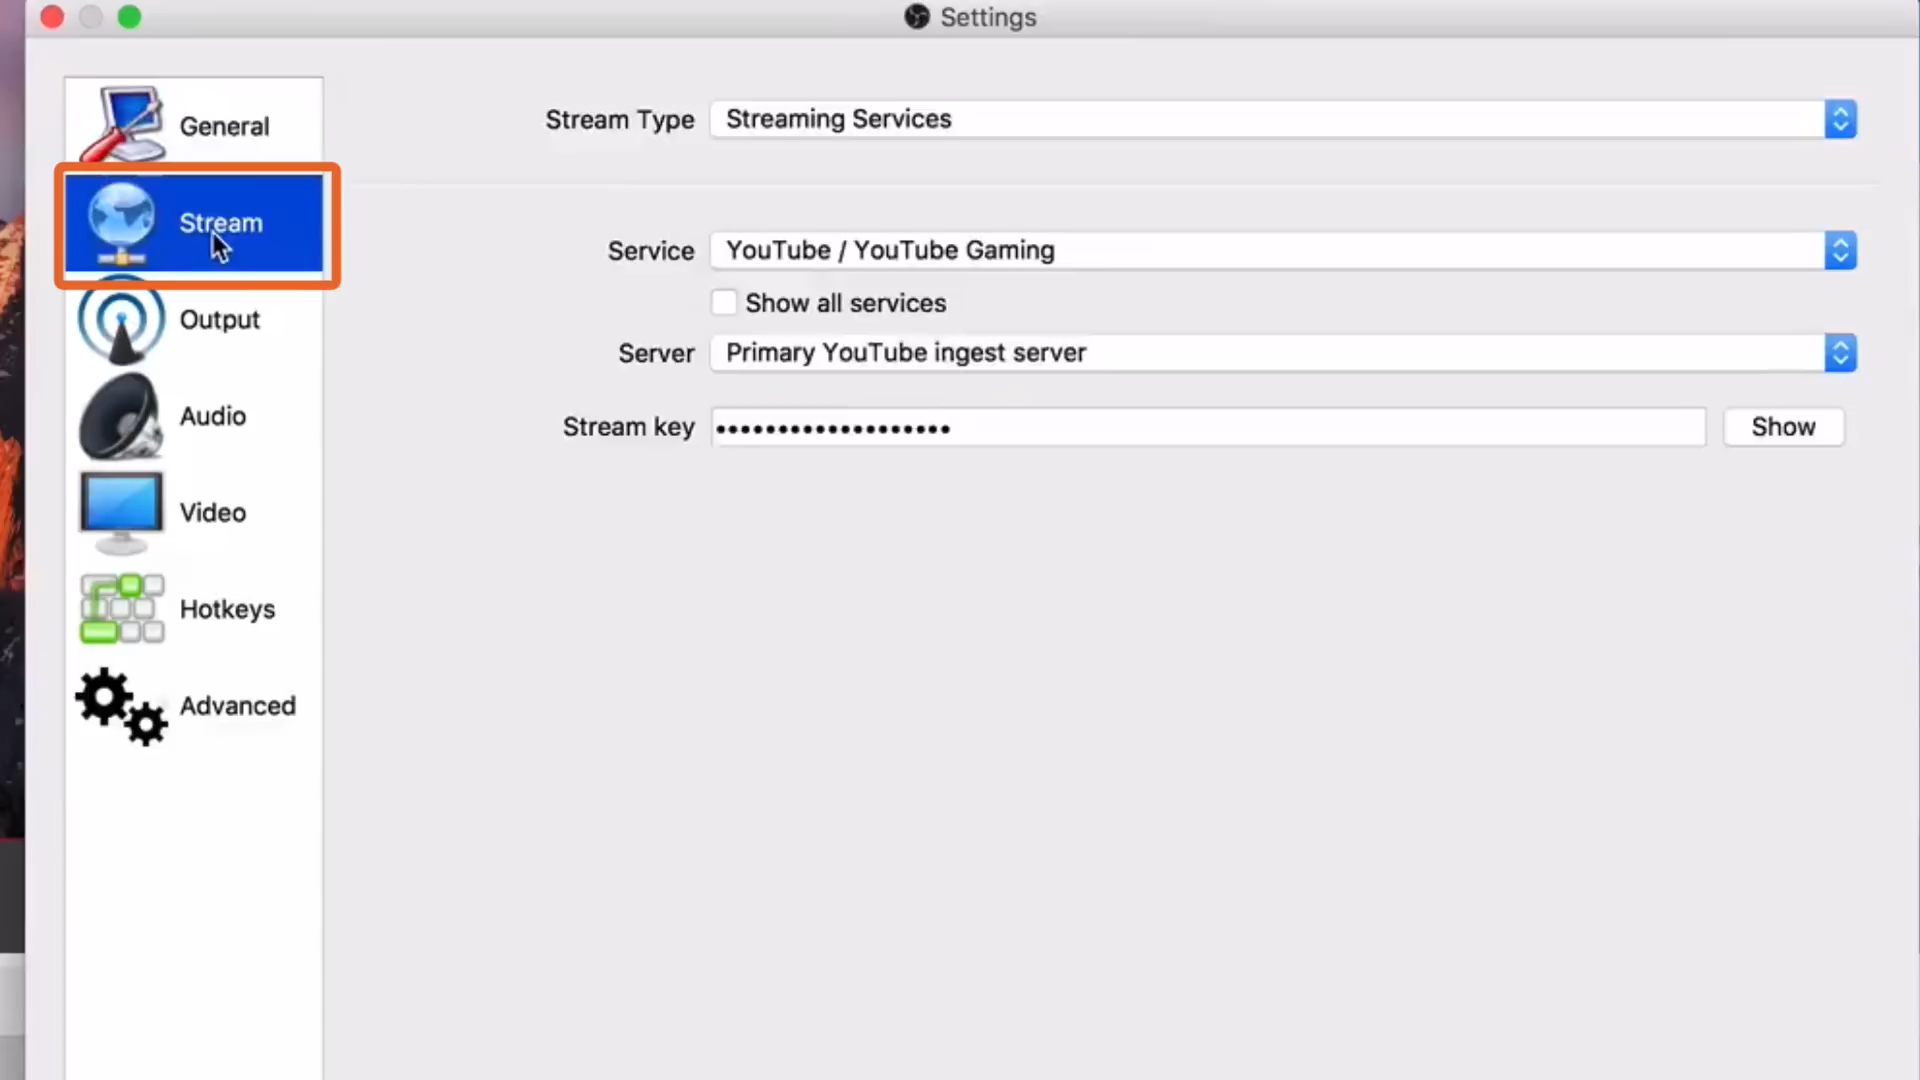 Settings
General
Stream
Output
Audio
Video
Hotkeys
Advanced
Stream Type Streaming Services
Service YouTube / YouTube Gaming
Show all services
Server Primary YouTube ingest server
Stream key ••••••••••••••••••• Show